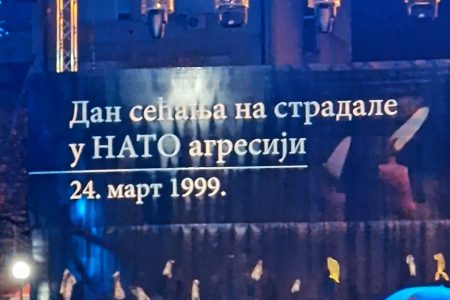 Дан сећања на страдале
у НАТО агресији
24. март 1999.